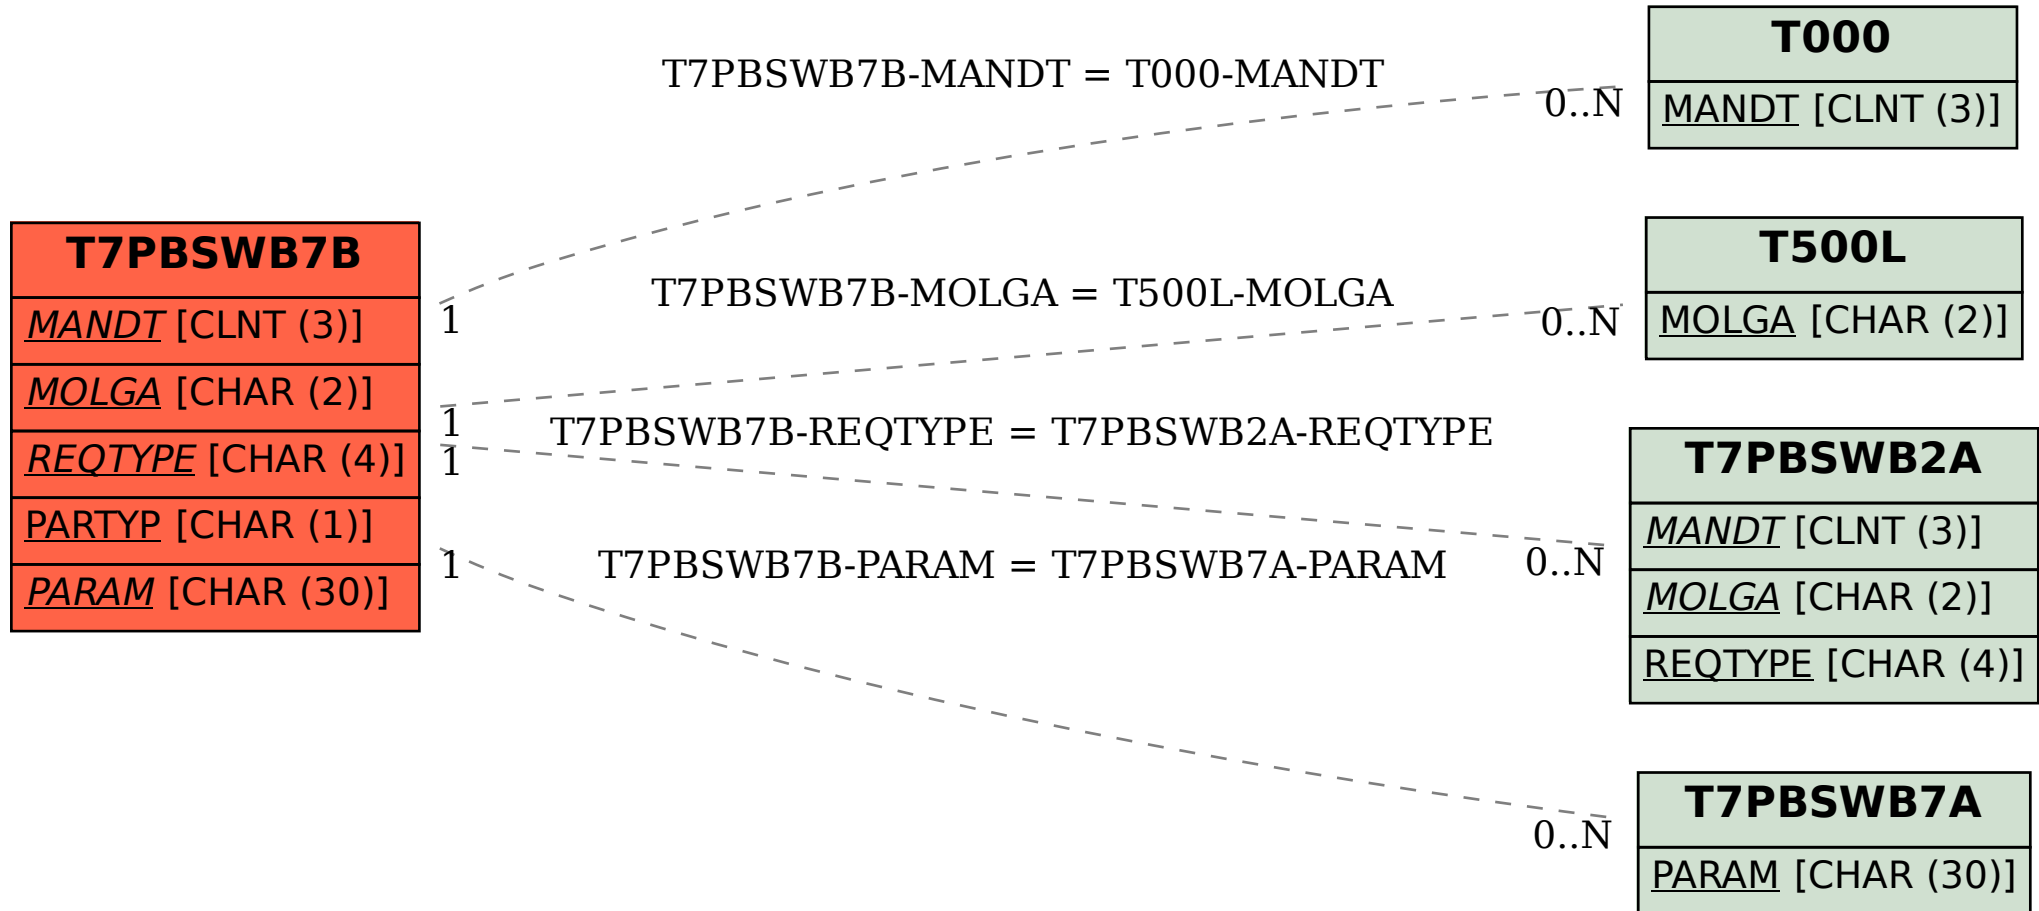 T7PBSWB7B
MANDT [CLNT (3)]
MOLGA [CHAR (2)]
REQTYPE [CHAR (4)]
PARTYP [CHAR (1)]
PARAM [CHAR (30)]
T7PBSWB7B-MANDT = T000-MANDT
1
0..N
T7PBSWB7B-MOLGA = T500L-MOLGA
1
0..N
T7PBSWB7B-REQTYPE = T7PBSWB2A-REQTYPE
1
0..N
T7PBSWB7B-PARAM = T7PBSWB7A-PARAM
1
0..N
T000
MANDT [CLNT (3)]
T500L
MOLGA [CHAR (2)]
T7PBSWB2A
MANDT [CLNT (3)]
MOLGA [CHAR (2)]
REQTYPE [CHAR (4)]
T7PBSWB7A
PARAM [CHAR (30)]